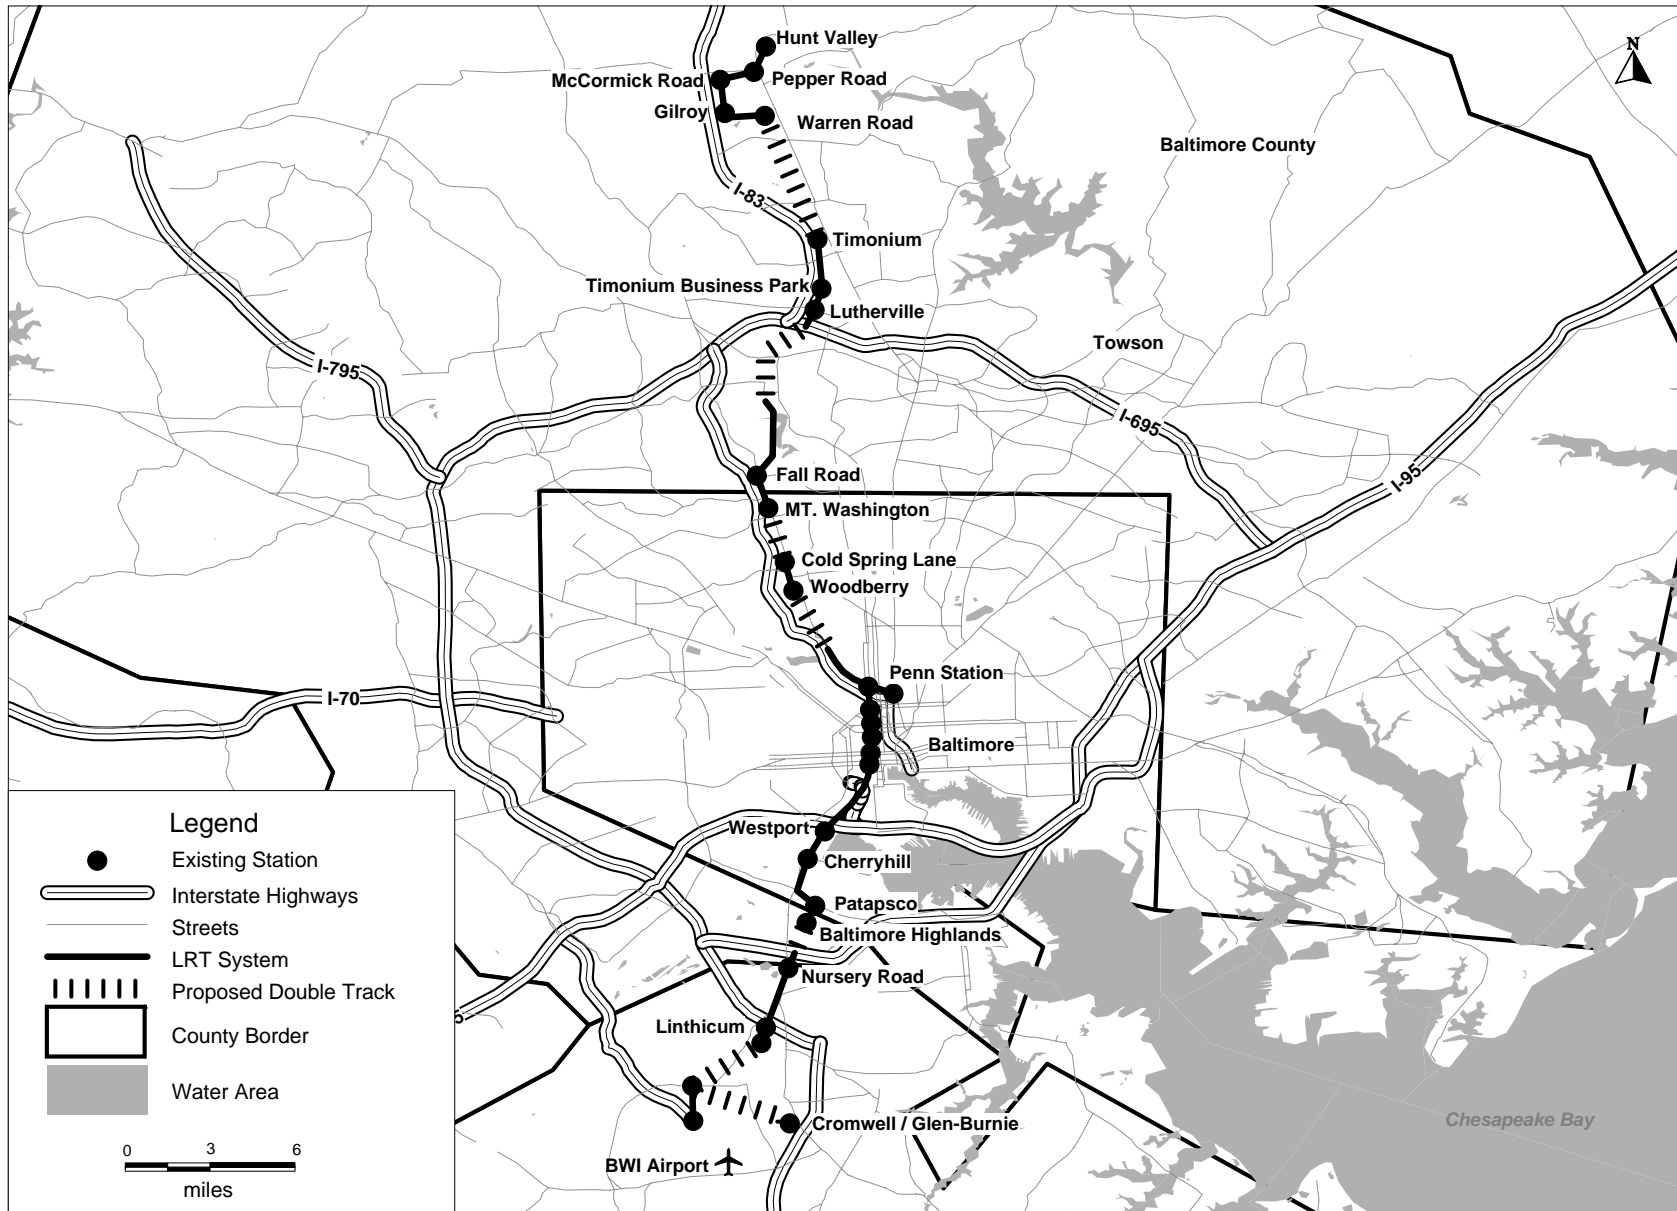 Hunt Valley
N
McCormick Road
Pepper Road
Gilroy
Warren Road
Baltimore County
I-83
Timonium
Timonium Business Park
Lutherville
Towson
I-795
I-695
Fall Road
I-95
MT. Washington
Cold Spring Lane
Woodberry
Penn Station
I-70
Baltimore
Westport
Cherryhill
Patapsco
Baltimore Highlands
Nursery Road
Linthicum
5
Cromwell / Glen-Burnie
BWI Airport
Chesapeake Bay
Legend
Existing Station
Interstate Highways
Streets
LRT System
Proposed Double Track
County Border
Water Area
0 3 6
miles